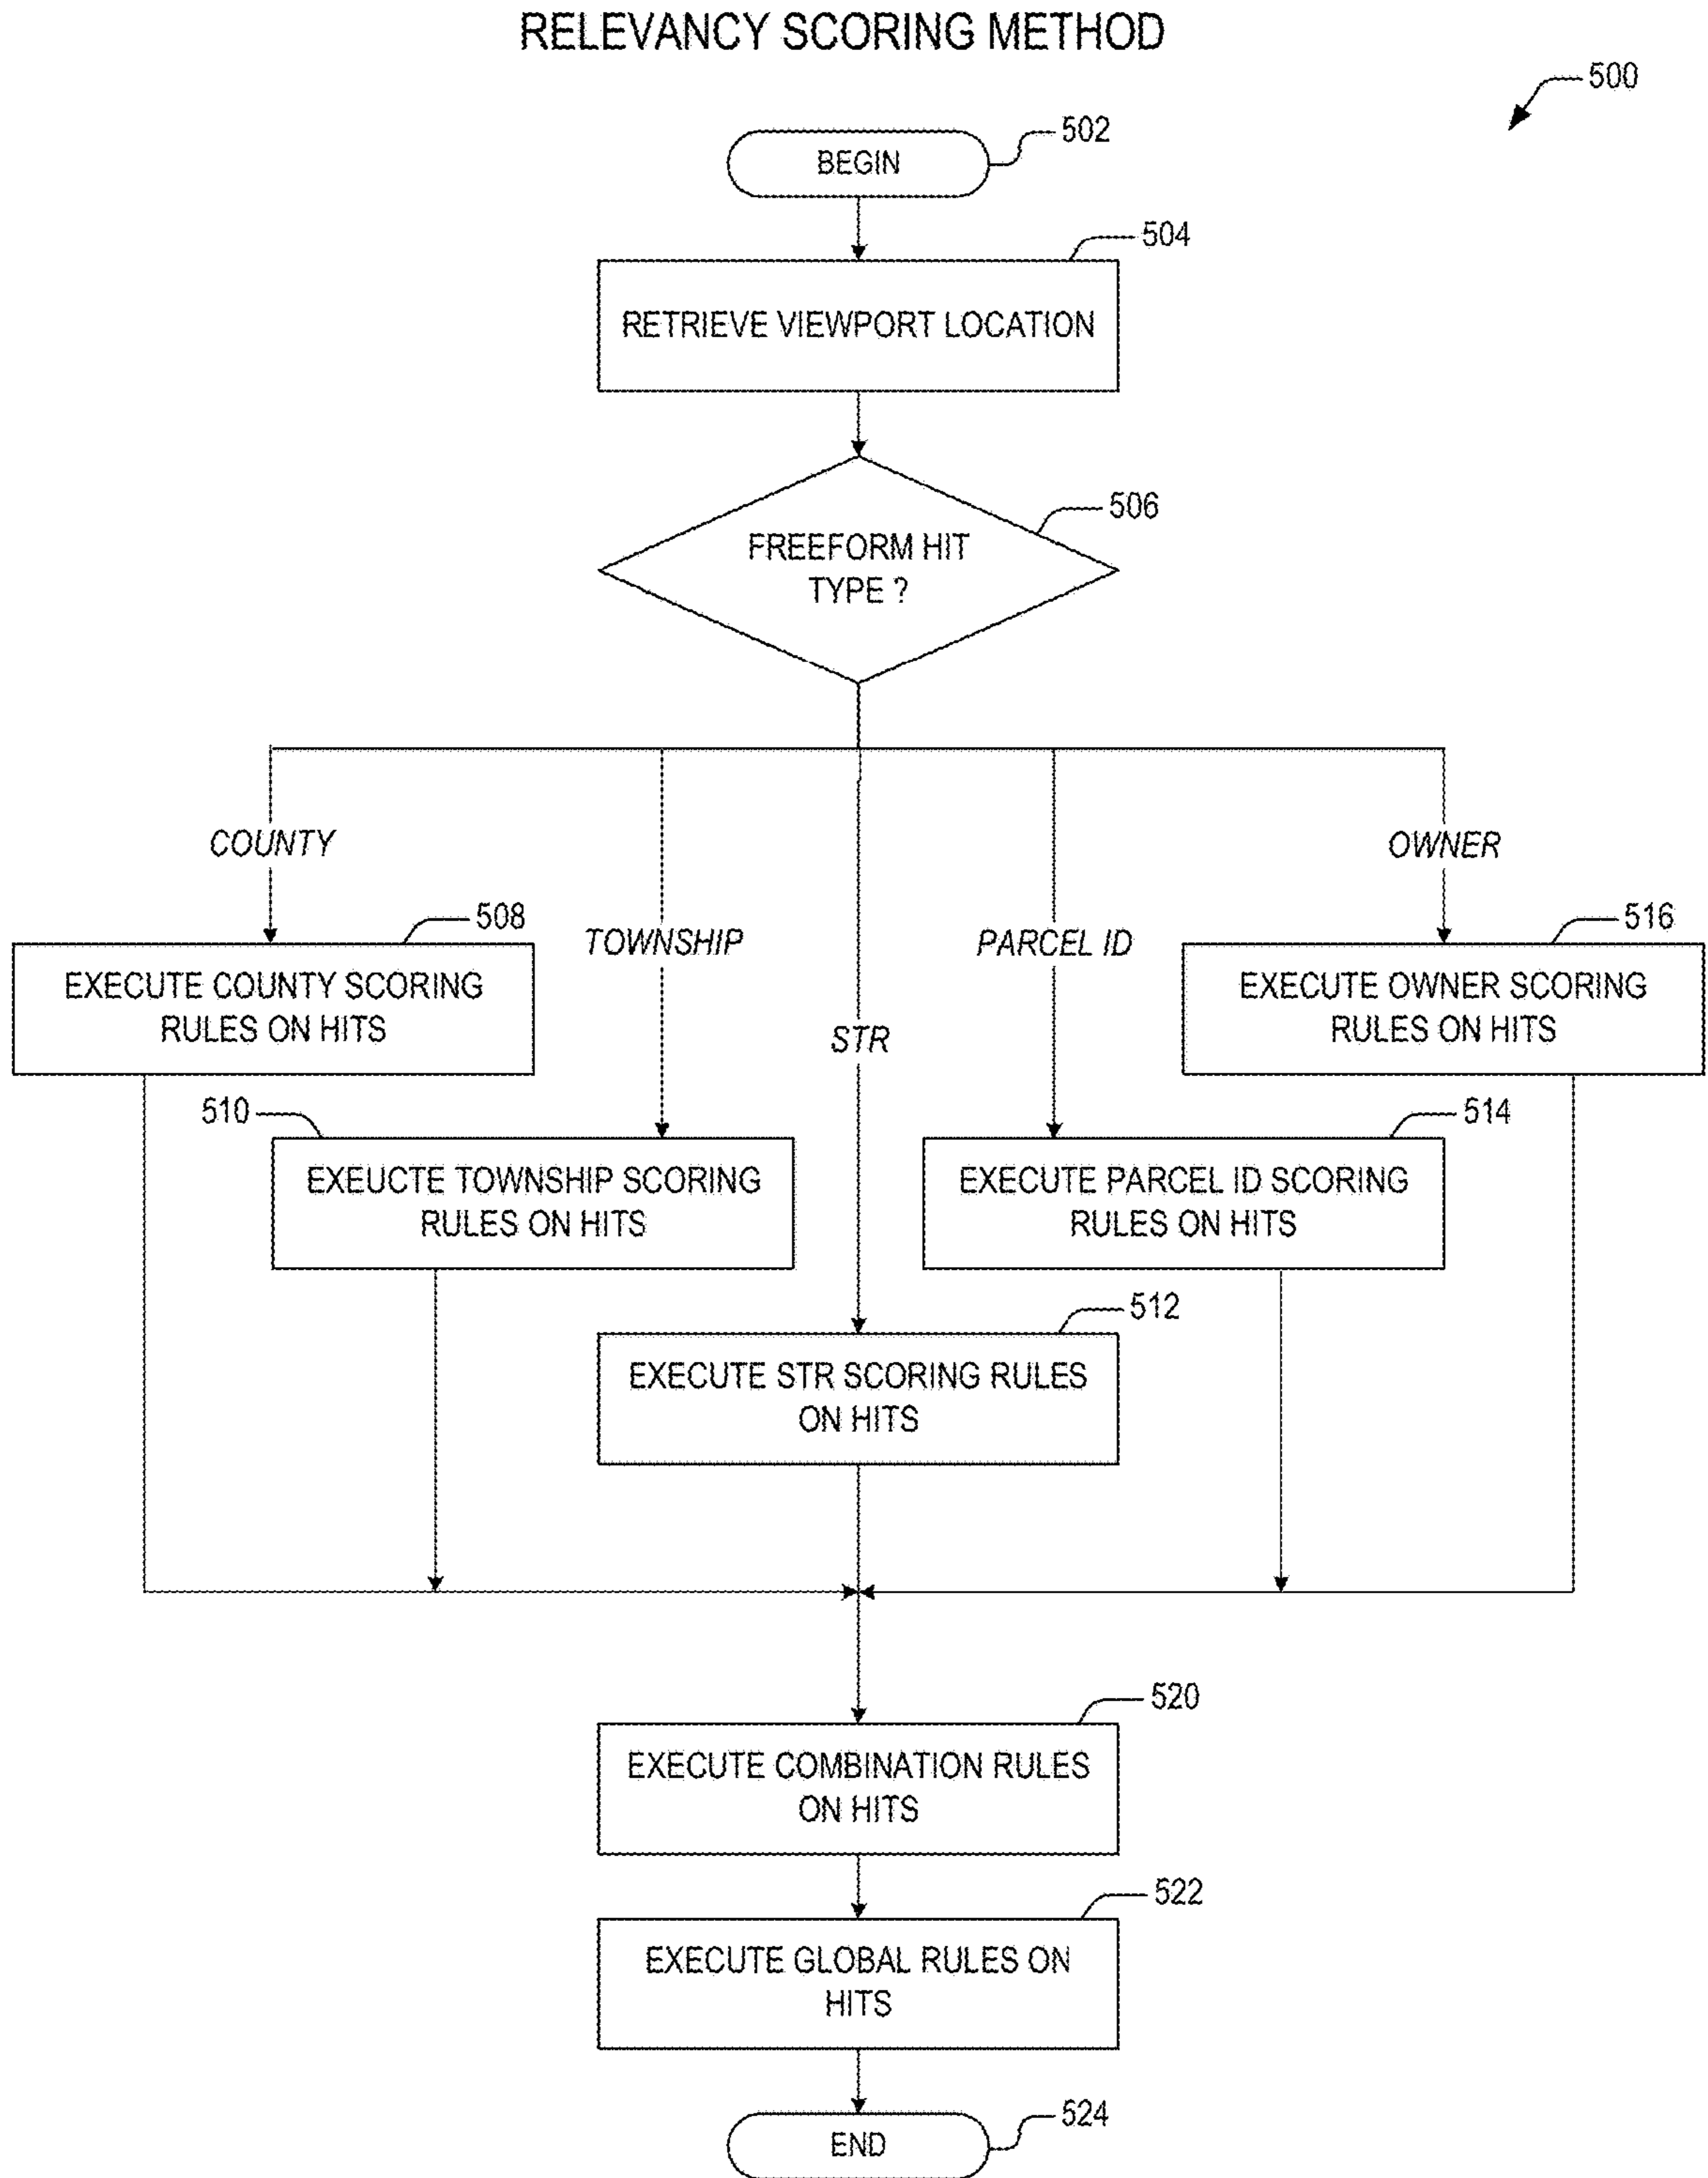 RELEVANCY SCORING METHOD
500
502
BEGIN
504
RETRIEVE VIEWPORT LOCATION
506
FREEFORM HIT
TYPE ?
COUNTY
OWNER
508
TOWNSHIP
PARCEL ID
516
EXECUTE COUNTY SCORING
RULES ON HITS
EXECUTE OWNER SCORING
RULES ON HITS
STR
510
514
EXEUCTE TOWNSHIP SCORING
RULES ON HITS
EXECUTE PARCEL ID SCORING
RULES ON HITS
512
EXECUTE STR SCORING RULES
ON HITS
520
EXECUTE COMBINATION RULES
ON HITS
522
EXECUTE GLOBAL RULES ON
HITS
524
END